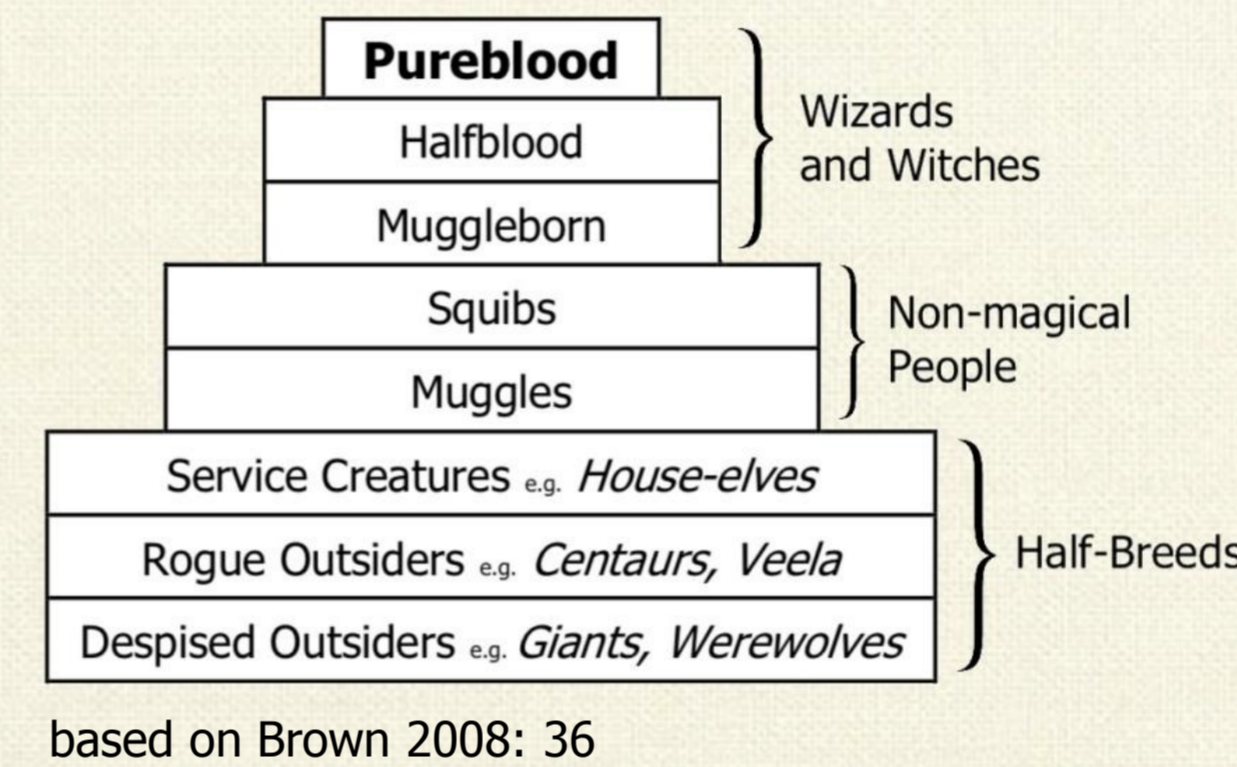 Pureblood
Halfblood
Muggleborn
Wizards
and Witches
Squibs
Muggles
Non-magical
People
Service Creatures e.g. House-elves
Rogue Outsiders e.g. Centaurs, Veela
Despised Outsiders e.g. Giants, Werewolves
Half-Breeds
based on Brown 2008: 36